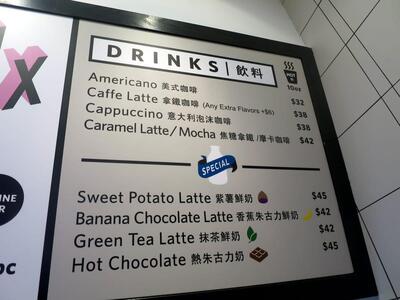 X
DRINKS | 飲料
HOT
10oz
Americano 美式咖啡 $32
Caffe Latte 拿鐵咖啡 (Any Extra Flavors +$6) $38
Cappuccino 意大利泡沫咖啡 $38
Caramel Latte/Mocha 焦糖拿鐵/摩卡咖啡 $42
SPECIAL
Sweet Potato Latte 紫薯鮮奶 $45
Banana Chocolate Latte 香蕉朱古力鮮奶 $42
Green Tea Latte 抹茶鮮奶 $42
Hot Chocolate 熱朱古力奶 $45
INE
R
oc